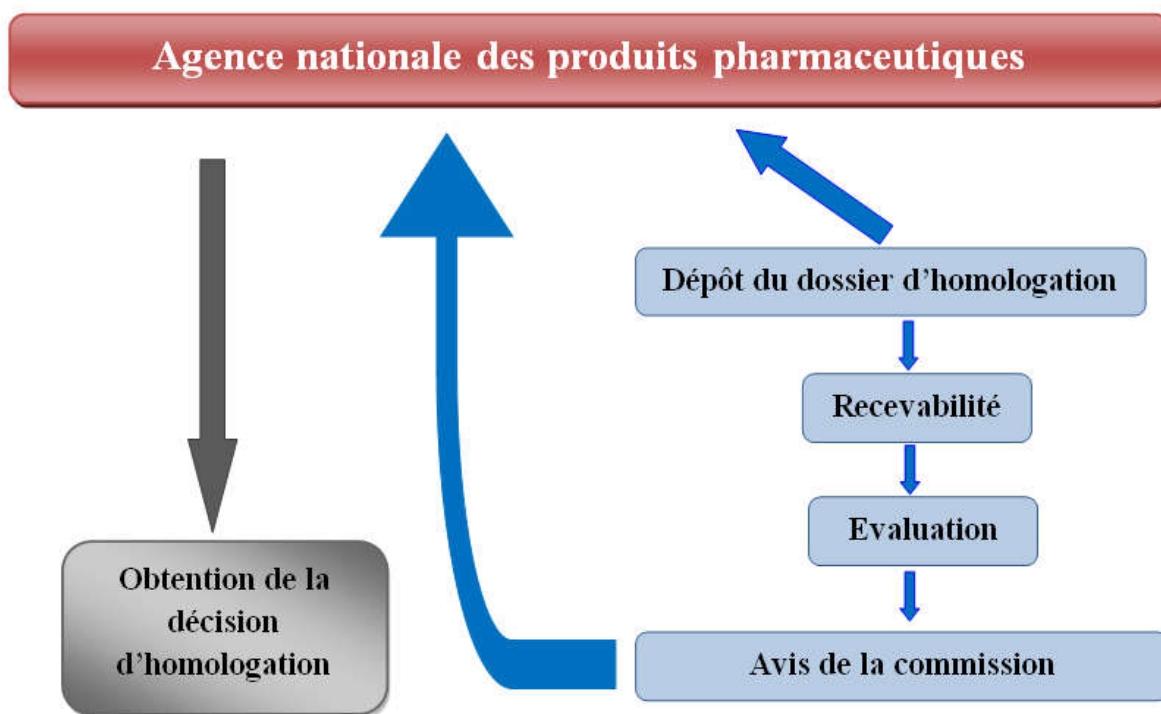 Agence nationale des produits pharmaceutiques
Dépôt du dossier d’homologation
Recevabilité
Evaluation
Avis de la commission
Obtention de la
décision
d’homologation